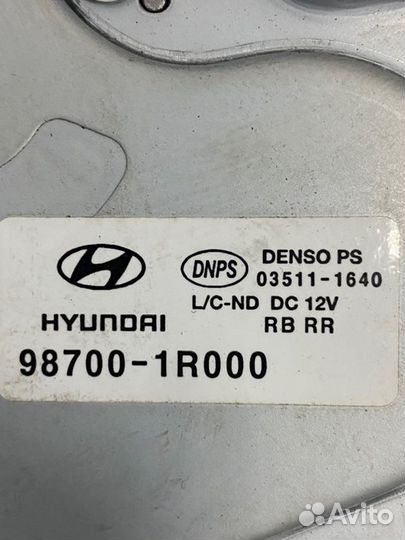 DNPS
DENSO PS
03511-1640
L/C-ND DC 12V
HYUNDAI
RB RR
98700-1R000
Avito